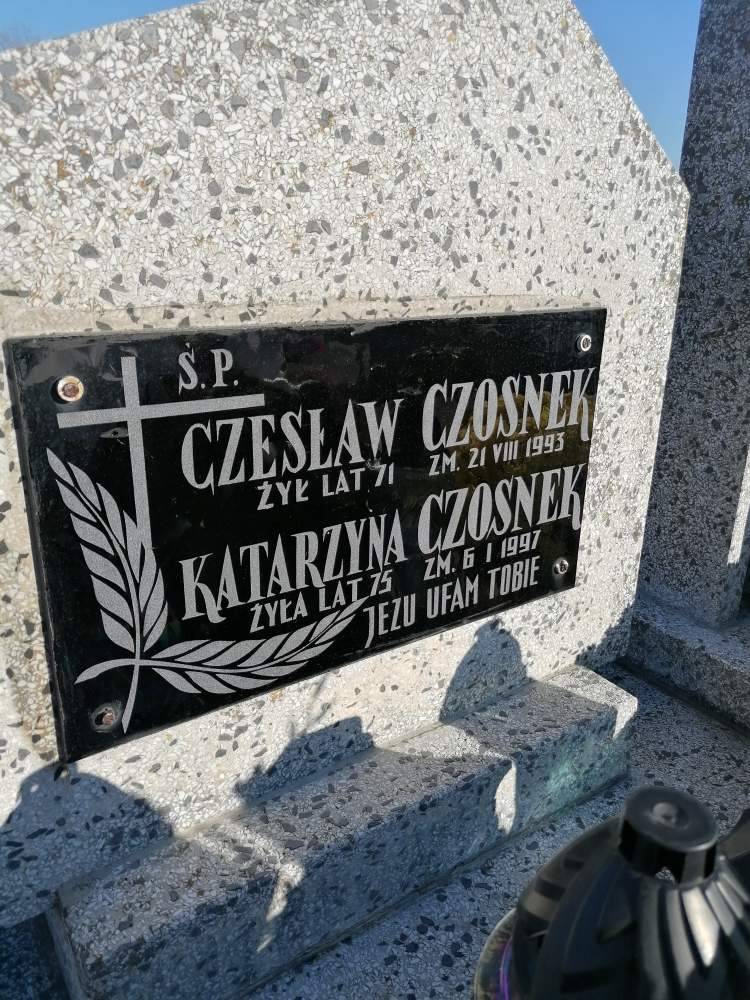 Ś.P.
CZESŁAW CZOSNEK
ŻYŁ LAT 71 ZM. 21 VIII 1993
KATARZYNA CZOSNEK
ŻYŁA LAT 75 ZM. 6 I 1997
JEZU UFAM TOBIE